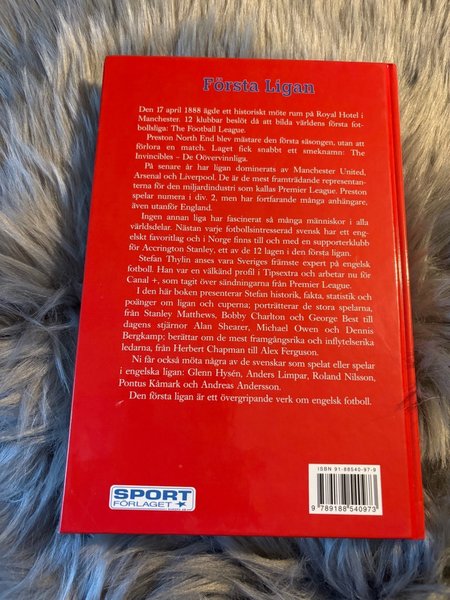 Första Ligan
Den 17 april 1888 ägde ett historiskt möte rum på Royal Hotel i
Manchester. 12 klubbar beslöt då att bilda världens första fot-
bollsliga: The Football League.
Preston North End blev mästare den första säsongen, utan att
förlora en match. Laget fick snabbt ett smeknamn: The
Invincibles – De Oövervinnliga.
På senare år har ligan dominerats av Manchester United,
Arsenal och Liverpool. De är de mest framträdande representan-
terna för den miljardindustri som kallas Premier League. Preston
spelar numera i div. 2, men har fortfarande många anhängare,
även utanför England.
Ingen annan liga har fascinerat så många människor i alla
världsdelar. Nästan varje fotbollsintresserad svensk har ett eng-
elskt favoritlag och i Norge finns till och med en supporterklubb
för Accrington Stanley, ett av de 12 lagen i den första ligan.
Stefan Thylin anses vara Sveriges främste expert på engelsk
fotboll. Han var en välkänd profil i Tipsextra och arbetar nu för
Canal +, som tagit över sändningarna från Premier League.
I den här boken presenterar Stefan historik, fakta, statistik och
poänger om ligan och cuperna; porträtterar de stora spelarna,
från Stanley Matthews, Bobby Charlton och George Best till
dagens stjärnor Alan Shearer, Michael Owen och Dennis
Bergkamp; berättar om de mest framgångsrika och inflytelserika
ledarna, från Herbert Chapman till Alex Ferguson.
Ni får också möta några av de svenskar som spelat eller spelar
i engelska ligan: Glenn Hysén, Anders Limpar, Roland Nilsson,
Pontus Kåmark och Andreas Andersson.
Den första ligan är ett övergripande verk om engelsk fotboll.
ISBN 91-88540-97-9
9 789188 540973
SPORT
FÖRLAGET